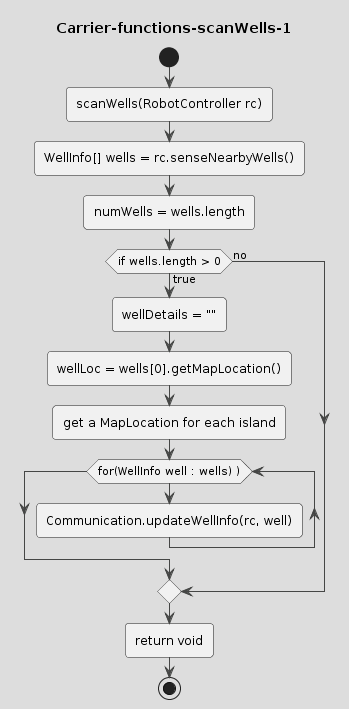 Carrier-functions-scanWells-1
scanWells(RobotController rc)
WellInfo[] wells = rc.senseNearbyWells()
numWells = wells.length
if wells.length > 0
no
true
wellDetails = ""
wellLoc = wells[0].getMapLocation()
get a MapLocation for each island
for(WellInfo well : wells) )
Communication.updateWellInfo(rc, well)
return void